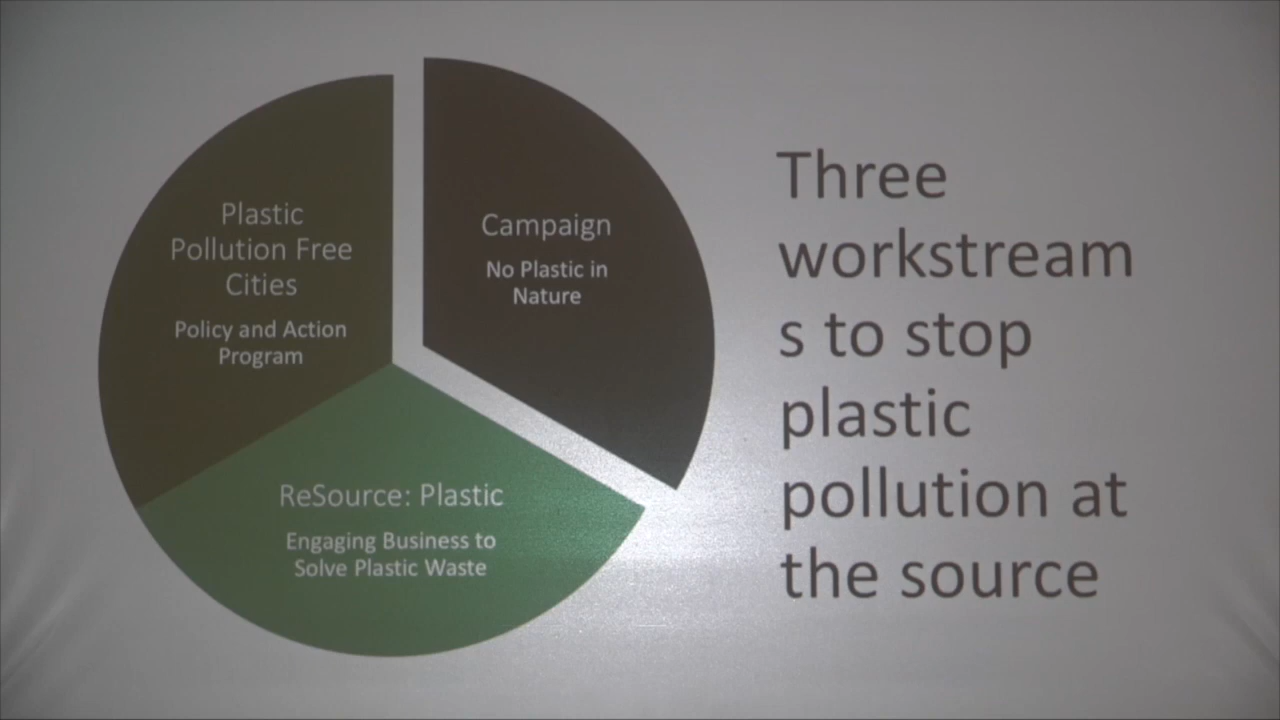 Plastic
Pollution Free
Cities
Policy and Action
Program
Campaign
No Plastic in
Nature
ReSource: Plastic
Engaging Business to
Solve Plastic Waste
Three
workstream
s to stop
plastic
pollution at
the source